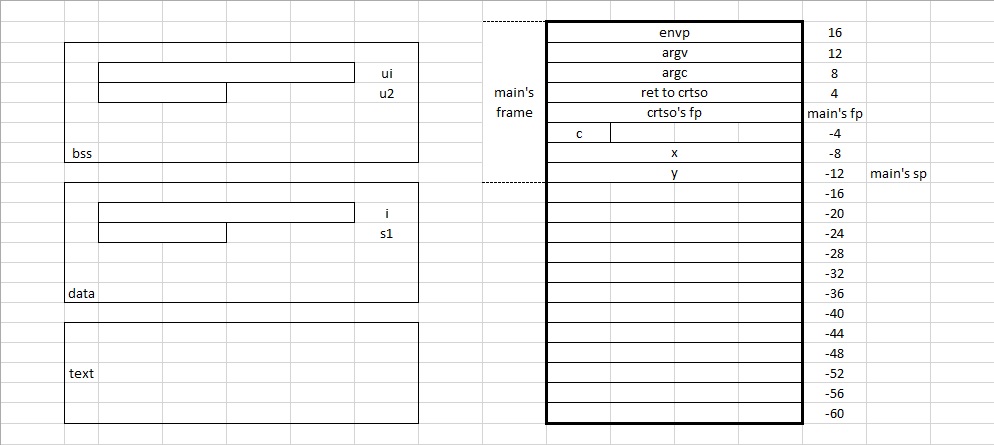 ui
u2
bss
i
s1
data
text
main's
frame
envp 16
argv 12
argc 8
ret to crtso 4
crtso's fp main's fp
c -4
x -8
y -12 main's sp
-16
-20
-24
-28
-32
-36
-40
-44
-48
-52
-56
-60